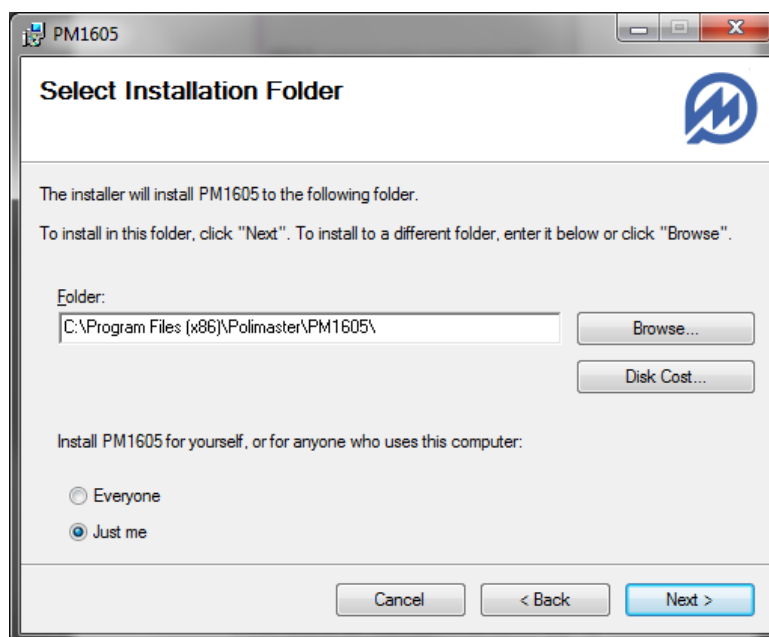 PM1605
Select Installation Folder
The installer will install PM1605 to the following folder.
To install in this folder, click "Next". To install to a different folder, enter it below or click "Browse".
Folder:
C:\Program Files (x86)\Polimaster\PM1605\
Browse...
Disk Cost...
Install PM1605 for yourself, or for anyone who uses this computer:
Everyone
Just me
Cancel
< Back
Next >